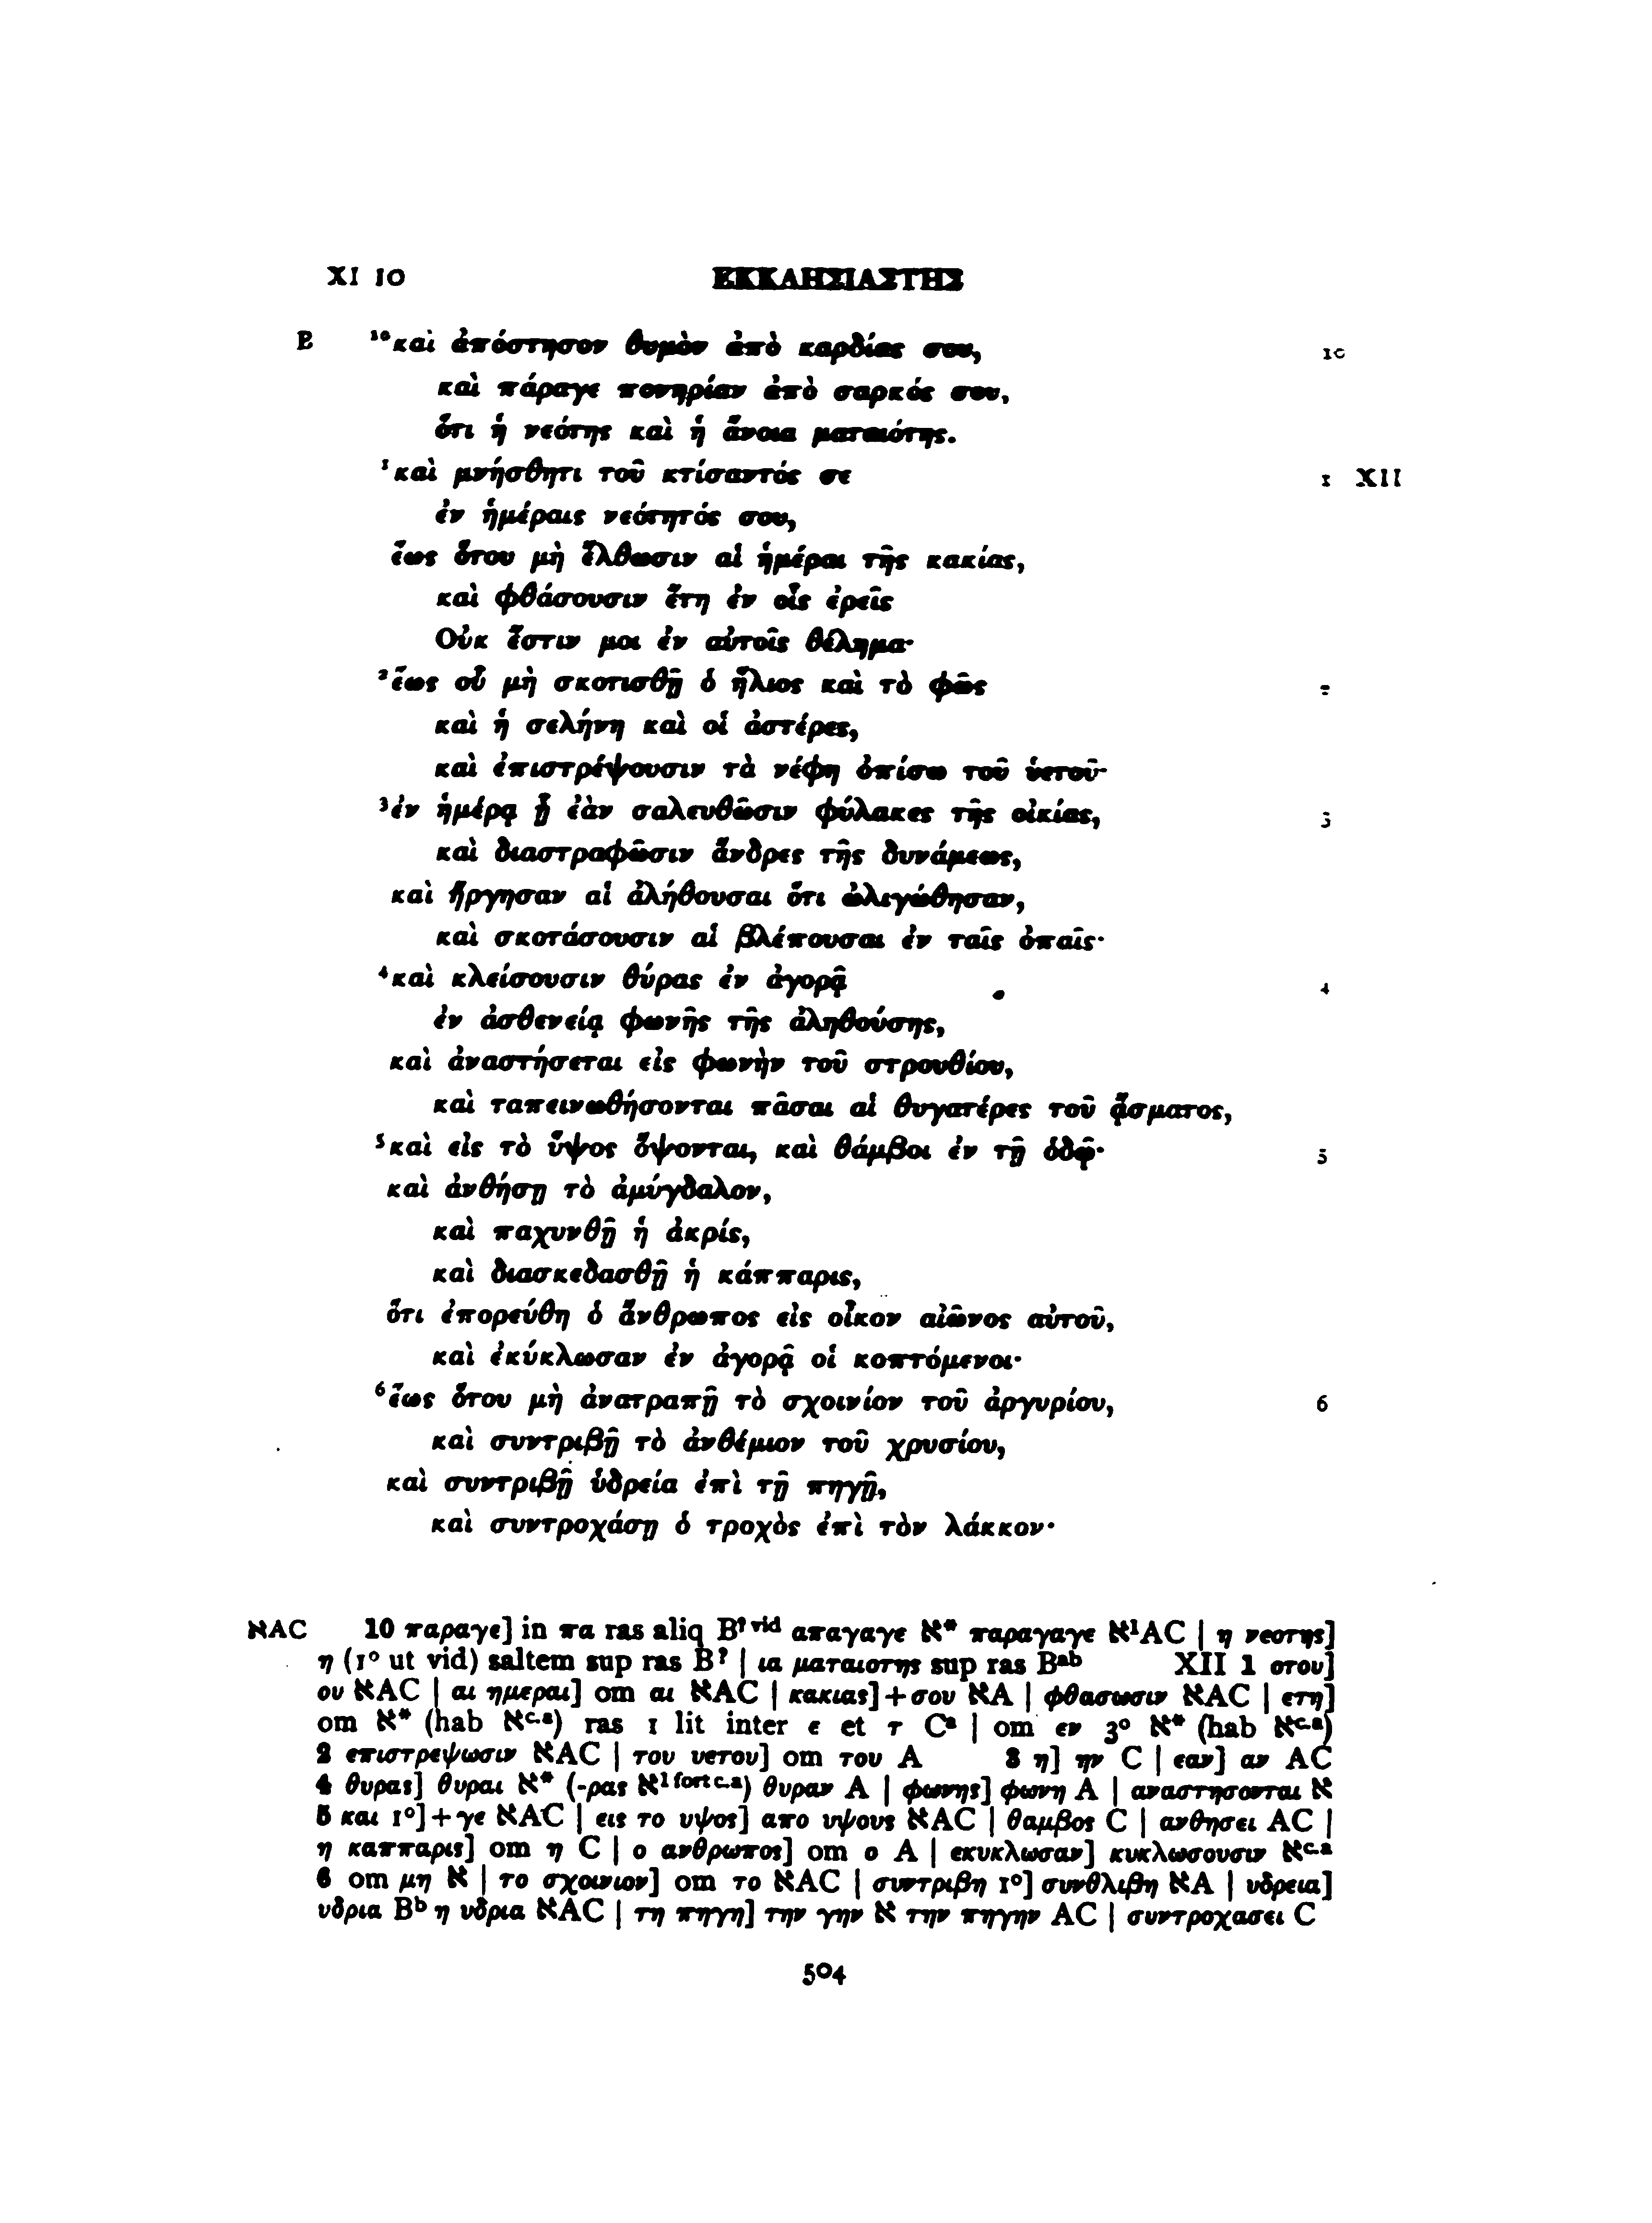 XI 10 ΕΚΚΛΗΣΙΑΣΤΗΣ
B ¹⁰καὶ ἀπόστησον θυμὸν ἀπὸ καρδίας σου, 10
καὶ πάραγε πονηρίαν ἀπὸ σαρκός σου,
ὅτι ἡ νεότης καὶ ἡ ἄνοια ματαιότης.
¹καὶ μνήσθητι τοῦ κτίσαντός σε 1 XII
ἐν ἡμέραις νεότητός σου,
ἕως ὅτου μὴ ἔλθωσιν αἱ ἡμέραι τῆς κακίας,
καὶ φθάσουσιν ἔτη ἐν οἷς ἐρεῖς
Οὐκ ἔστιν μοι ἐν αὐτοῖς θέλημα·
²ἕως οὗ μὴ σκοτισθῇ ὁ ἥλιος καὶ τὸ φῶς 2
καὶ ἡ σελήνη καὶ οἱ ἀστέρες,
καὶ ἐπιστρέψουσιν τὰ νέφη ὀπίσω τοῦ ὑετοῦ·
³ἐν ἡμέρᾳ ᾗ ἐὰν σαλευθῶσιν φύλακες τῆς οἰκίας, 3
καὶ διαστραφῶσιν ἄνδρες τῆς δυνάμεως,
καὶ ἤργησαν αἱ ἀλήθουσαι ὅτι ὠλιγώθησαν,
καὶ σκοτάσουσιν αἱ βλέπουσαι ἐν ταῖς ὀπαῖς·
⁴καὶ κλείσουσιν θύρας ἐν ἀγορᾷ 4
ἐν ἀσθενείᾳ φωνῆς τῆς ἀληθούσης,
καὶ ἀναστήσεται εἰς φωνὴν τοῦ στρουθίου,
καὶ ταπεινωθήσονται πᾶσαι αἱ θυγατέρες τοῦ ᾄσματος,
⁵καὶ εἰς τὸ ὕψος ὄψονται, καὶ θάμβοι ἐν τῇ ὁδῷ· 5
καὶ ἀνθήσῃ τὸ ἀμύγδαλον,
καὶ παχυνθῇ ἡ ἀκρίς,
καὶ διασκεδασθῇ ἡ κάππαρις,
ὅτι ἐπορεύθη ὁ ἄνθρωπος εἰς οἶκον αἰῶνος αὐτοῦ,
καὶ ἐκύκλωσαν ἐν ἀγορᾷ οἱ κοπτόμενοι·
⁶ἕως ὅτου μὴ ἀνατραπῇ τὸ σχοινίον τοῦ ἀργυρίου, 6
καὶ συντριβῇ τὸ ἀνθέμιον τοῦ χρυσίου,
καὶ συντριβῇ ὑδρεία ἐπὶ τῇ πηγῇ,
καὶ συντροχάσῃ ὁ τροχὸς ἐπὶ τὸν λάκκον·
אAC 10 παραγε] in πα ras aliq B? vid απαγαγε א* παραγαγε א¹AC | η νεοτης]
η (1° ut vid) saltem sup ras B? | ια ματαιοτης sup ras Bab XII 1 οτου]
ου אAC | αι ημεραι] om αι אAC | κακιας]+σου אA | φθασωσιν אAC | ετη]
om א* (hab אc.a) ras 1 lit inter ε et τ Ca | om εν 3° א* (hab אc.a)
2 επιστρεψωσιν אAC | του υετου] om του A 3 η] ην C | εαν] αν AC
4 θυρας] θυραι א* (-ρας א1 fort c.a) θυραν A | φωνης] φωνη A | αναστησονται א
5 και 1°]+γε אAC | εις το υψος] απο υψους אAC | θαμβος C | ανθησει AC |
η καππαρις] om η C | ο ανθρωπος] om ο A | εκυκλωσαν] κυκλωσουσιν אc.a
6 om μη א | το σχοινιον] om το אAC | συντριβη 1°] συνθλιβη אA | υδρεια]
υδρια Bb η υδρια אAC | τη πηγη] την γην א την πηγην AC | συντροχασει C
504